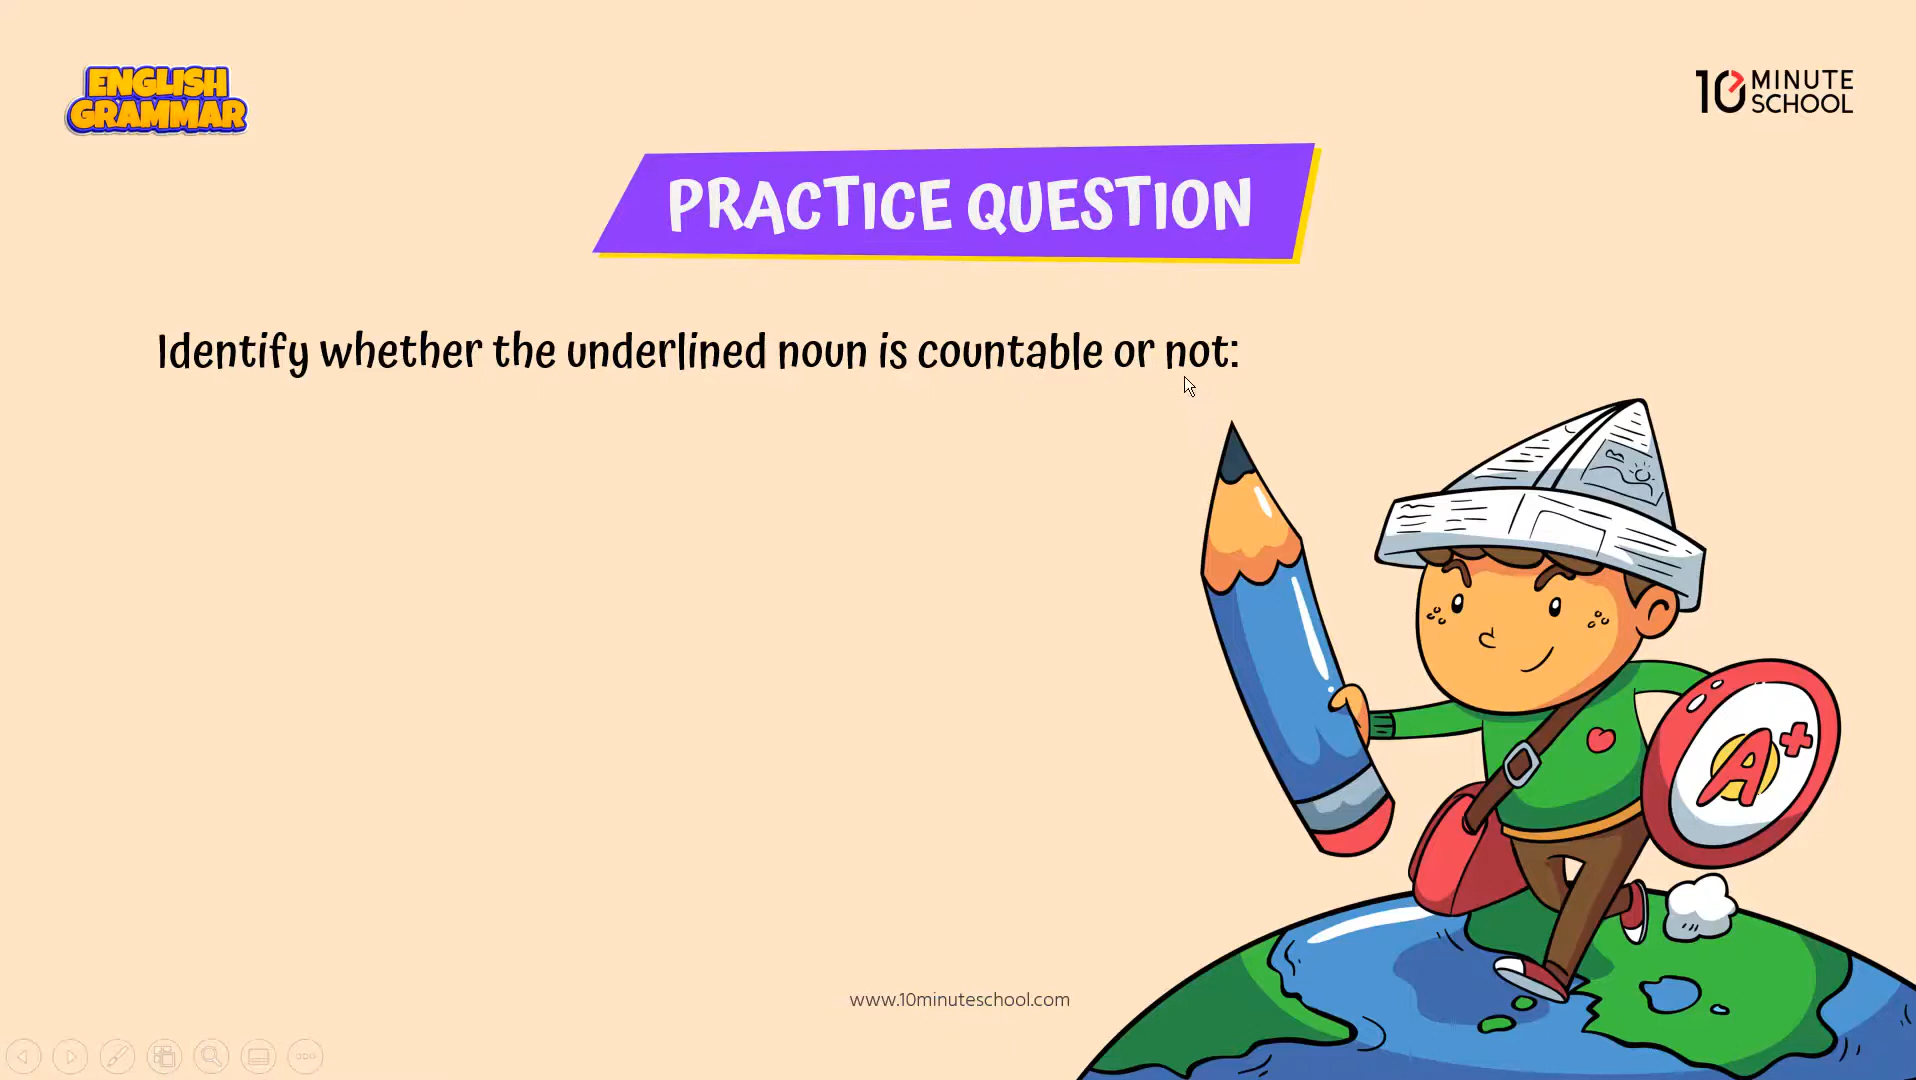 ENGLISH
GRAMMAR
10 MINUTE
SCHOOL
PRACTICE QUESTION
Identify whether the underlined noun is countable or not:
A+
www.10minuteschool.com